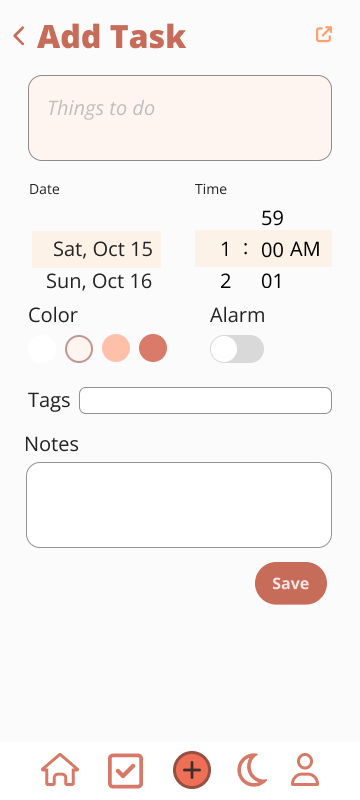 Add Task
Things to do
Date Time
59
Sat, Oct 15 1 : 00 AM
Sun, Oct 16 2 01
Color Alarm
Tags
Notes
Save